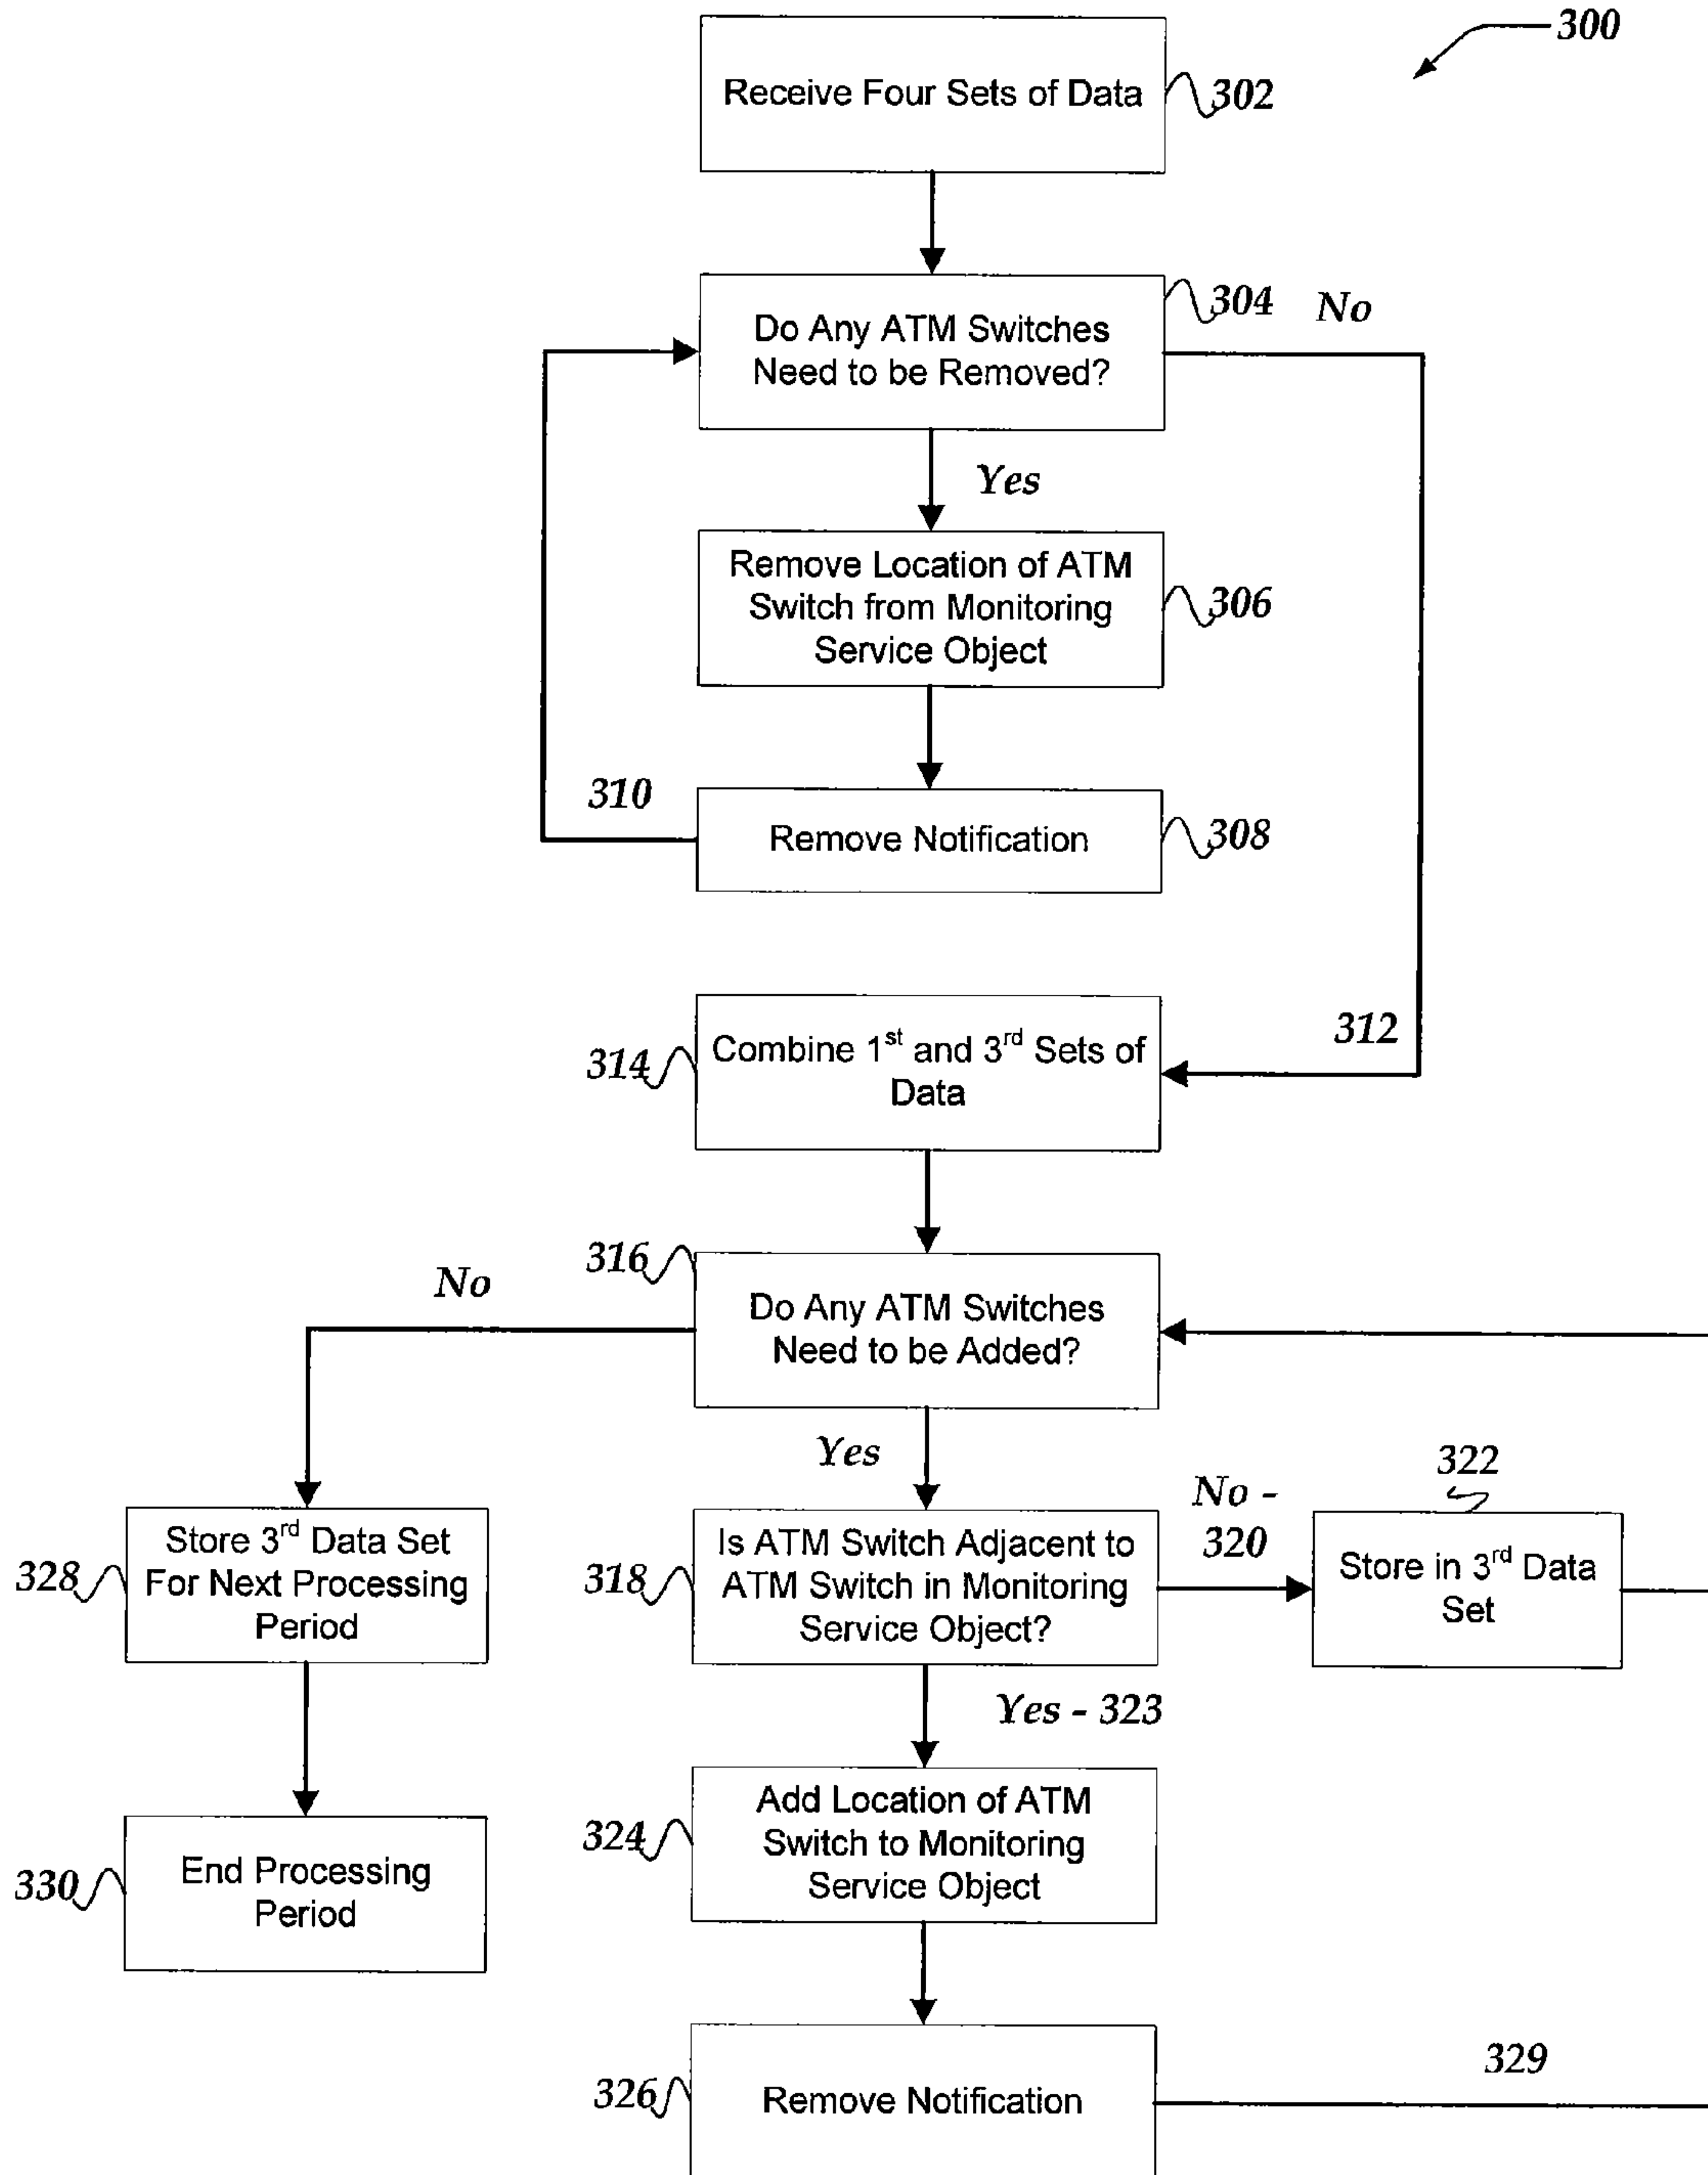 300
Receive Four Sets of Data
302
304
No
Do Any ATM Switches
Need to be Removed?
Yes
Remove Location of ATM
Switch from Monitoring
Service Object
306
310
Remove Notification
308
312
314
Combine 1st and 3rd Sets of
Data
316
No
Do Any ATM Switches
Need to be Added?
Yes
322
No -
320
328
Store 3rd Data Set
For Next Processing
Period
318
Is ATM Switch Adjacent to
ATM Switch in Monitoring
Service Object?
Store in 3rd Data
Set
Yes - 323
324
Add Location of ATM
Switch to Monitoring
Service Object
330
End Processing
Period
329
326
Remove Notification